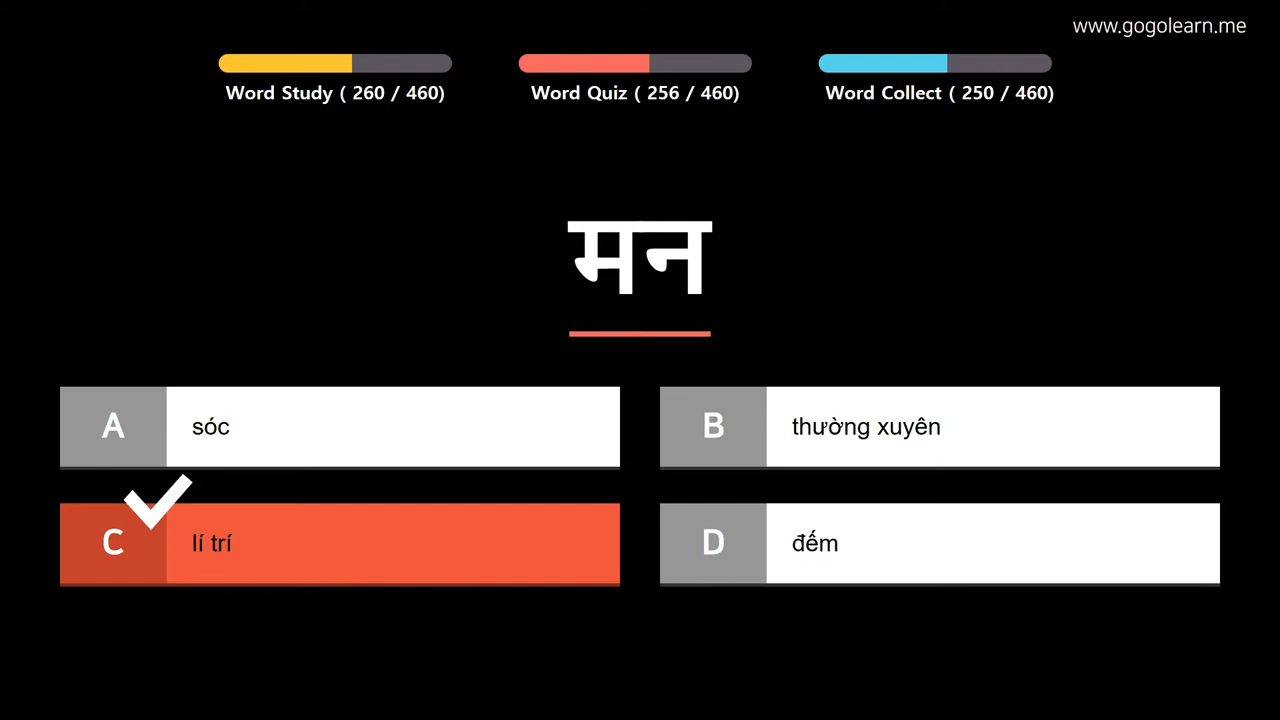 www.gogolearn.me
Word Study ( 260 / 460)
Word Quiz ( 256 / 460)
Word Collect ( 250 / 460)
मन
A sóc
B thường xuyên
C lí trí
D đếm